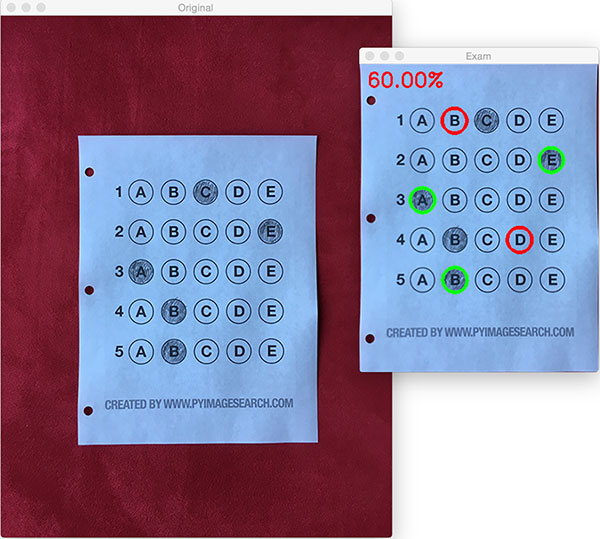 Original
1 A B C D E
2 A B C D E
3 A B C D E
4 A B C D E
5 A B C D E
CREATED BY WWW.PYIMAGESEARCH.COM
Exam
60.00%
1 A B C D E
2 A B C D E
3 A B C D E
4 A B C D E
5 A B C D E
CREATED BY WWW.PYIMAGESEARCH.COM